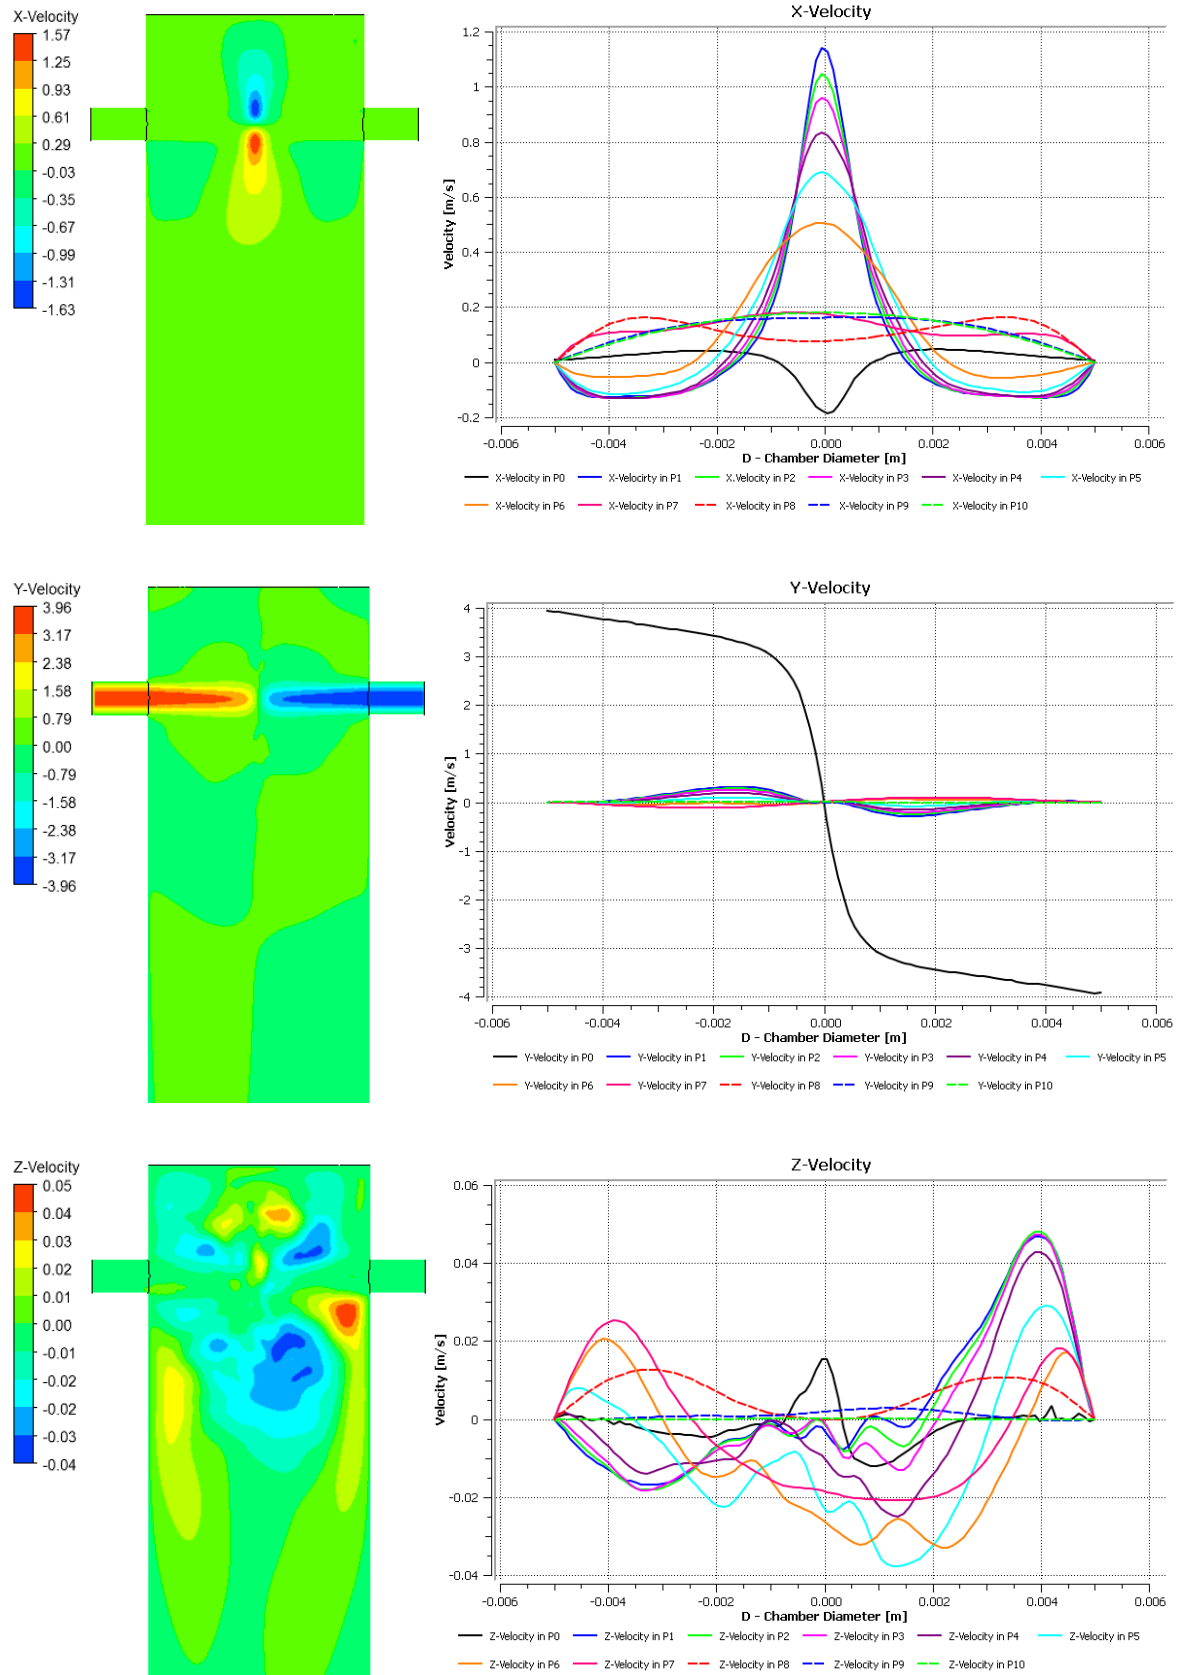 X-Velocity
1.57
1.25
0.93
0.61
0.29
-0.03
-0.35
-0.67
-0.99
-1.31
-1.63
X-Velocity
Velocity [m/s]
1.2
1
0.8
0.6
0.4
0.2
0
-0.2
-0.006 -0.004 -0.002 0.000 0.002 0.004 0.006
D - Chamber Diameter [m]
X-Velocity in P0 X-Velocirty in P1 X.Velocity in P2 X-Velocity in P3 X-Velocity in P4 X-Velocity in P5
X-Velocity in P6 X-Velocity in P7 X-Velocity in P8 X-Velocity in P9 X-Velocity in P10
Y-Velocity
3.96
3.17
2.38
1.58
0.79
0.00
-0.79
-1.58
-2.38
-3.17
-3.96
Y-Velocity
Velocity [m/s]
4
3
2
1
0
-1
-2
-3
-4
-0.006 -0.004 -0.002 0.000 0.002 0.004 0.006
D - Chamber Diameter [m]
Y-Velocity in P0 Y-Velocity in P1 Y-Velocity in P2 Y-Velocity in P3 Y-Velocity in P4 Y-Velocity in P5
Y-Velocity in P6 Y-Velocity in P7 Y-Velocity in P8 Y-Velocity in P9 Y-Velocity in P10
Z-Velocity
0.05
0.04
0.03
0.02
0.01
0.00
-0.01
-0.02
-0.02
-0.03
-0.04
Z-Velocity
Velocity [m/s]
0.06
0.04
0.02
0
-0.02
-0.04
-0.006 -0.004 -0.002 0.000 0.002 0.004 0.006
D - Chamber Diameter [m]
Z-Velocity in P0 Z-Velocity in P1 Z-Velocity in P2 Z-Velocity in P3 Z-Velocity in P4 Z-Velocity in P5
Z-Velocity in P6 Z-Velocity in P7 Z-Velocity in P8 Z-Velocity in P9 Z-Velocity in P10